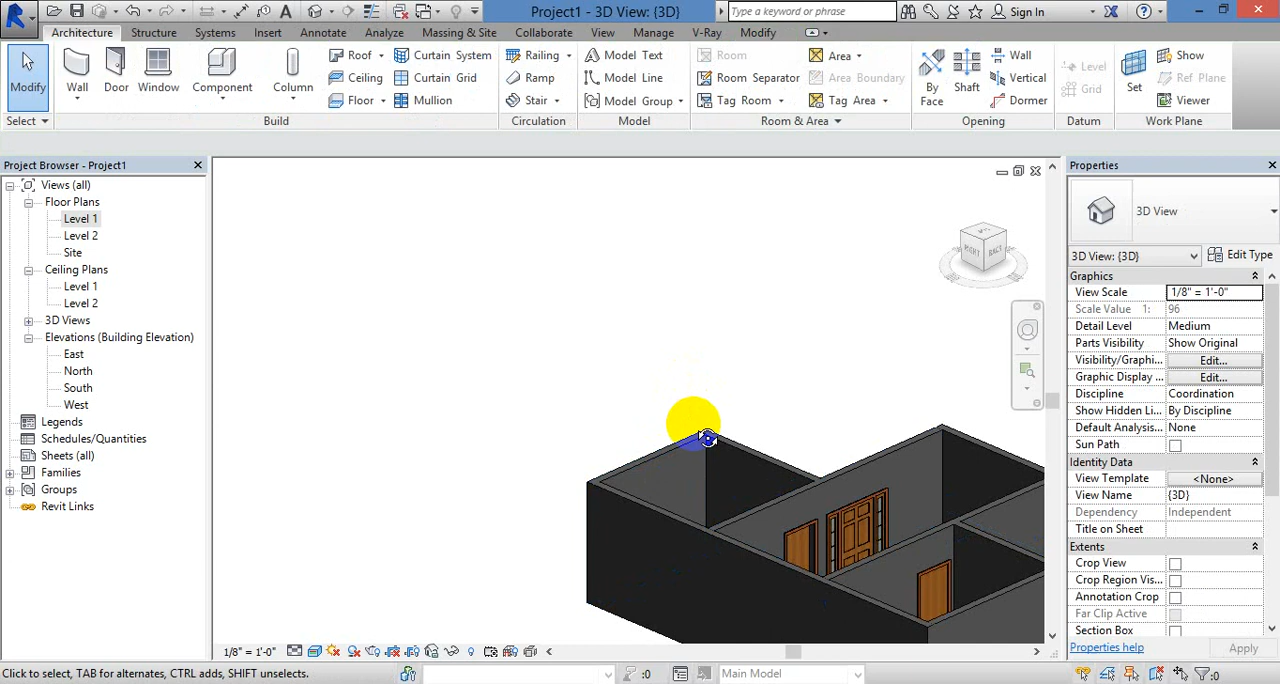 Project1 - 3D View: {3D}
Type a keyword or phrase
Sign In
Architecture Structure Systems Insert Annotate Analyze Massing & Site Collaborate View Manage V-Ray Modify
Modify Wall Door Window Component Column
Roof Curtain System Railing Model Text Room Area Wall Level Show
Ceiling Curtain Grid Ramp Model Line Room Separator Area Boundary Vertical Grid Ref Plane
Floor Mullion Stair Model Group Tag Room Tag Area Dormer Viewer
By Face Shaft Set
Select Build Circulation Model Room & Area Opening Datum Work Plane
Project Browser - Project1
Views (all)
Floor Plans
Level 1
Level 2
Site
Ceiling Plans
Level 1
Level 2
3D Views
Elevations (Building Elevation)
East
North
South
West
Legends
Schedules/Quantities
Sheets (all)
Families
Groups
Revit Links
RIGHT
Properties
3D View
3D View: {3D} Edit Type
Graphics
View Scale 1/8" = 1'-0"
Scale Value 1: 96
Detail Level Medium
Parts Visibility Show Original
Visibility/Graphi... Edit...
Graphic Display ... Edit...
Discipline Coordination
Show Hidden Li... By Discipline
Default Analysis... None
Sun Path
Identity Data
View Template <None>
View Name {3D}
Dependency Independent
Title on Sheet
Extents
Crop View
Crop Region Vis...
Annotation Crop
Far Clip Active
Section Box
Properties help Apply
1/8" = 1'-0"
Click to select, TAB for alternates, CTRL adds, SHIFT unselects. :0 Main Model :0